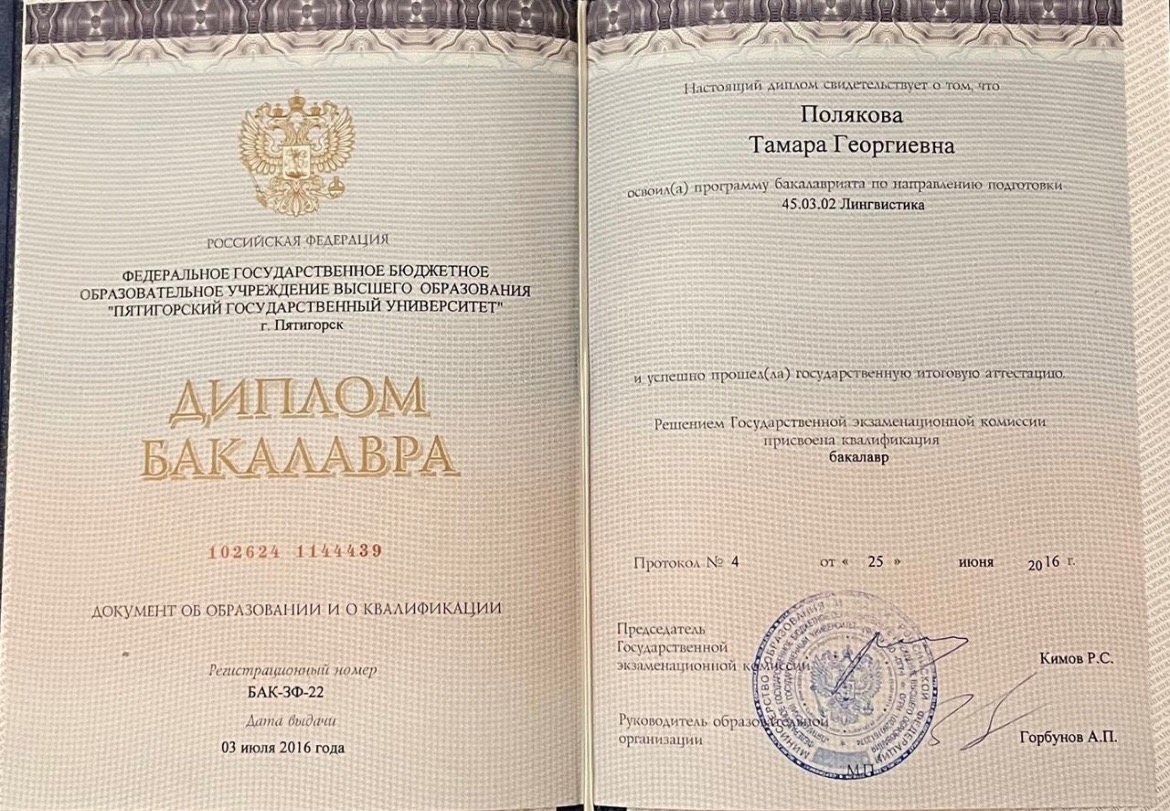 РОССИЙСКАЯ ФЕДЕРАЦИЯ
ФЕДЕРАЛЬНОЕ ГОСУДАРСТВЕННОЕ БЮДЖЕТНОЕ
ОБРАЗОВАТЕЛЬНОЕ УЧРЕЖДЕНИЕ ВЫСШЕГО ОБРАЗОВАНИЯ
"ПЯТИГОРСКИЙ ГОСУДАРСТВЕННЫЙ УНИВЕРСИТЕТ"
г. Пятигорск
ДИПЛОМ
БАКАЛАВРА
102624 1144439
ДОКУМЕНТ ОБ ОБРАЗОВАНИИ И О КВАЛИФИКАЦИИ
Регистрационный номер
БАК-ЗФ-22
Дата выдачи
03 июля 2016 года
Настоящий диплом свидетельствует о том, что
Полякова
Тамара Георгиевна
освоил(а) программу бакалавриата по направлению подготовки
45.03.02 Лингвистика
и успешно прошел(ла) государственную итоговую аттестацию.
Решением Государственной экзаменационной комиссии
присвоена квалификация
бакалавр
Протокол № 4 от « 25 » июня 2016 г.
Председатель
Государственной
экзаменационной комиссии
Кимов Р.С.
Руководитель образовательной
организации
Горбунов А.П.
М.П.